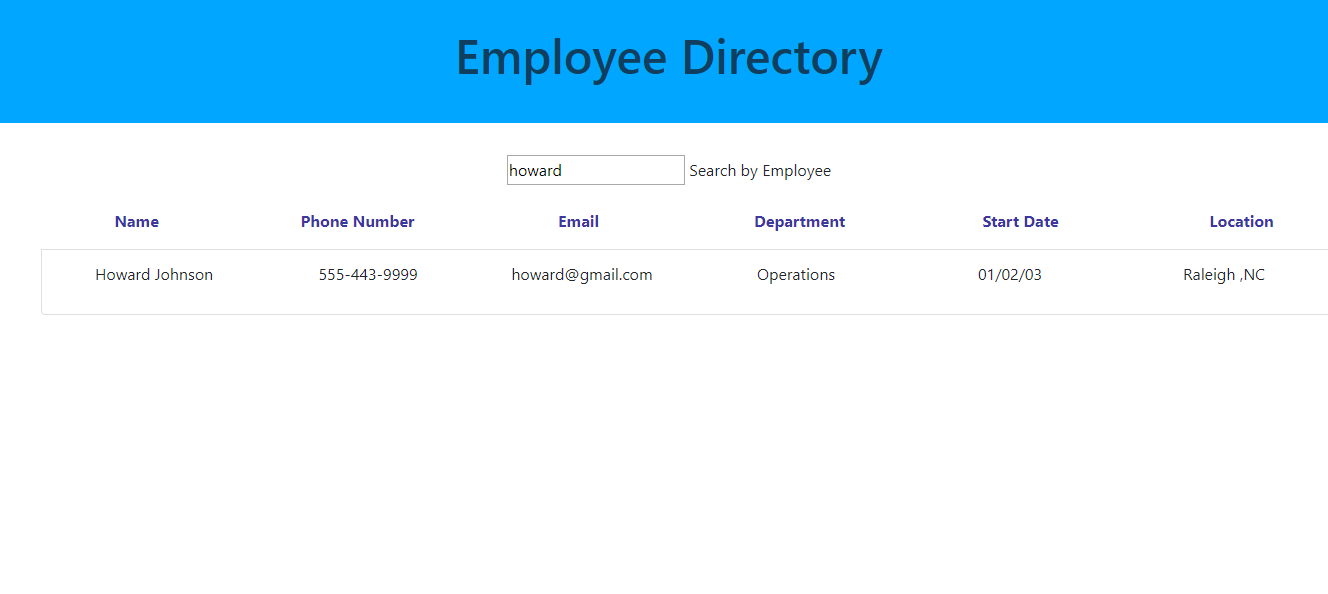 Employee Directory
howard Search by Employee
Name Phone Number Email Department Start Date Location
Howard Johnson 555-443-9999 howard@gmail.com Operations 01/02/03 Raleigh ,NC